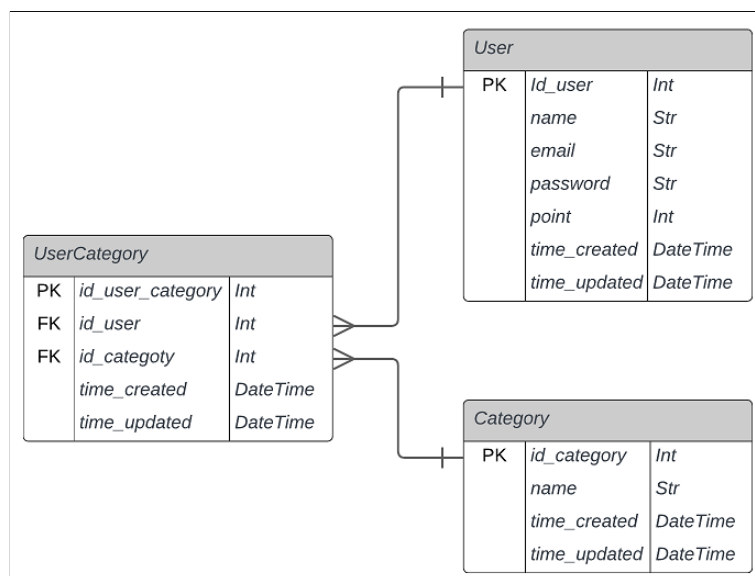 User
PK Id_user Int
name Str
email Str
password Str
point Int
time_created DateTime
time_updated DateTime
UserCategory
PK id_user_category Int
FK id_user Int
FK id_categoty Int
time_created DateTime
time_updated DateTime
Category
PK id_category Int
name Str
time_created DateTime
time_updated DateTime